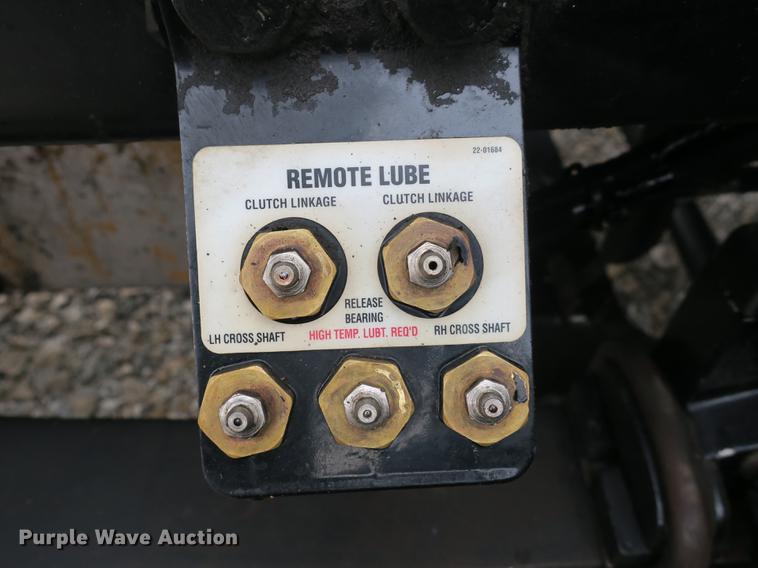 22-01684
REMOTE LUBE
CLUTCH LINKAGE CLUTCH LINKAGE
RELEASE
BEARING
LH CROSS SHAFT HIGH TEMP. LUBT. REQ'D RH CROSS SHAFT
Purple Wave Auction